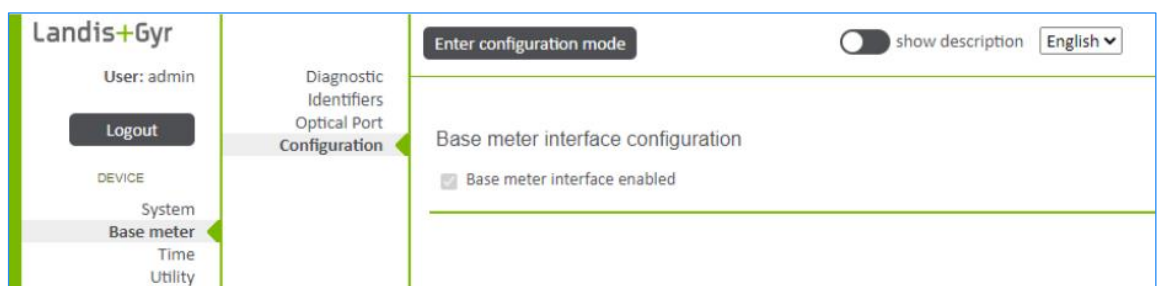 Landis+Gyr
User: admin
Logout
DEVICE
System
Base meter
Time
Utility
Diagnostic
Identifiers
Optical Port
Configuration
Enter configuration mode
show description
English
Base meter interface configuration
Base meter interface enabled